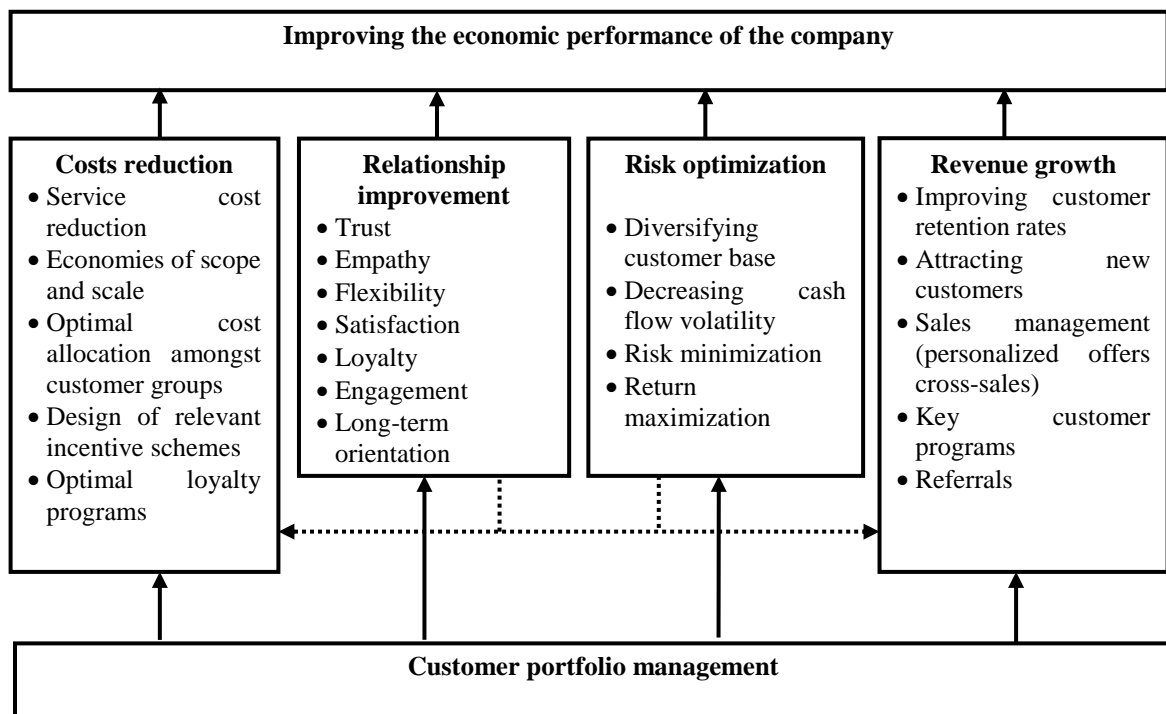 Improving the economic performance of the company
Costs reduction
• Service cost
reduction
• Economies of scope
and scale
• Optimal cost
allocation amongst
customer groups
• Design of relevant
incentive schemes
• Optimal loyalty
programs
Relationship
improvement
• Trust
• Empathy
• Flexibility
• Satisfaction
• Loyalty
• Engagement
• Long-term
orientation
Risk optimization
• Diversifying
customer base
• Decreasing cash
flow volatility
• Risk minimization
• Return
maximization
Revenue growth
• Improving customer
retention rates
• Attracting new
customers
• Sales management
(personalized offers
cross-sales)
• Key customer
programs
• Referrals
Customer portfolio management